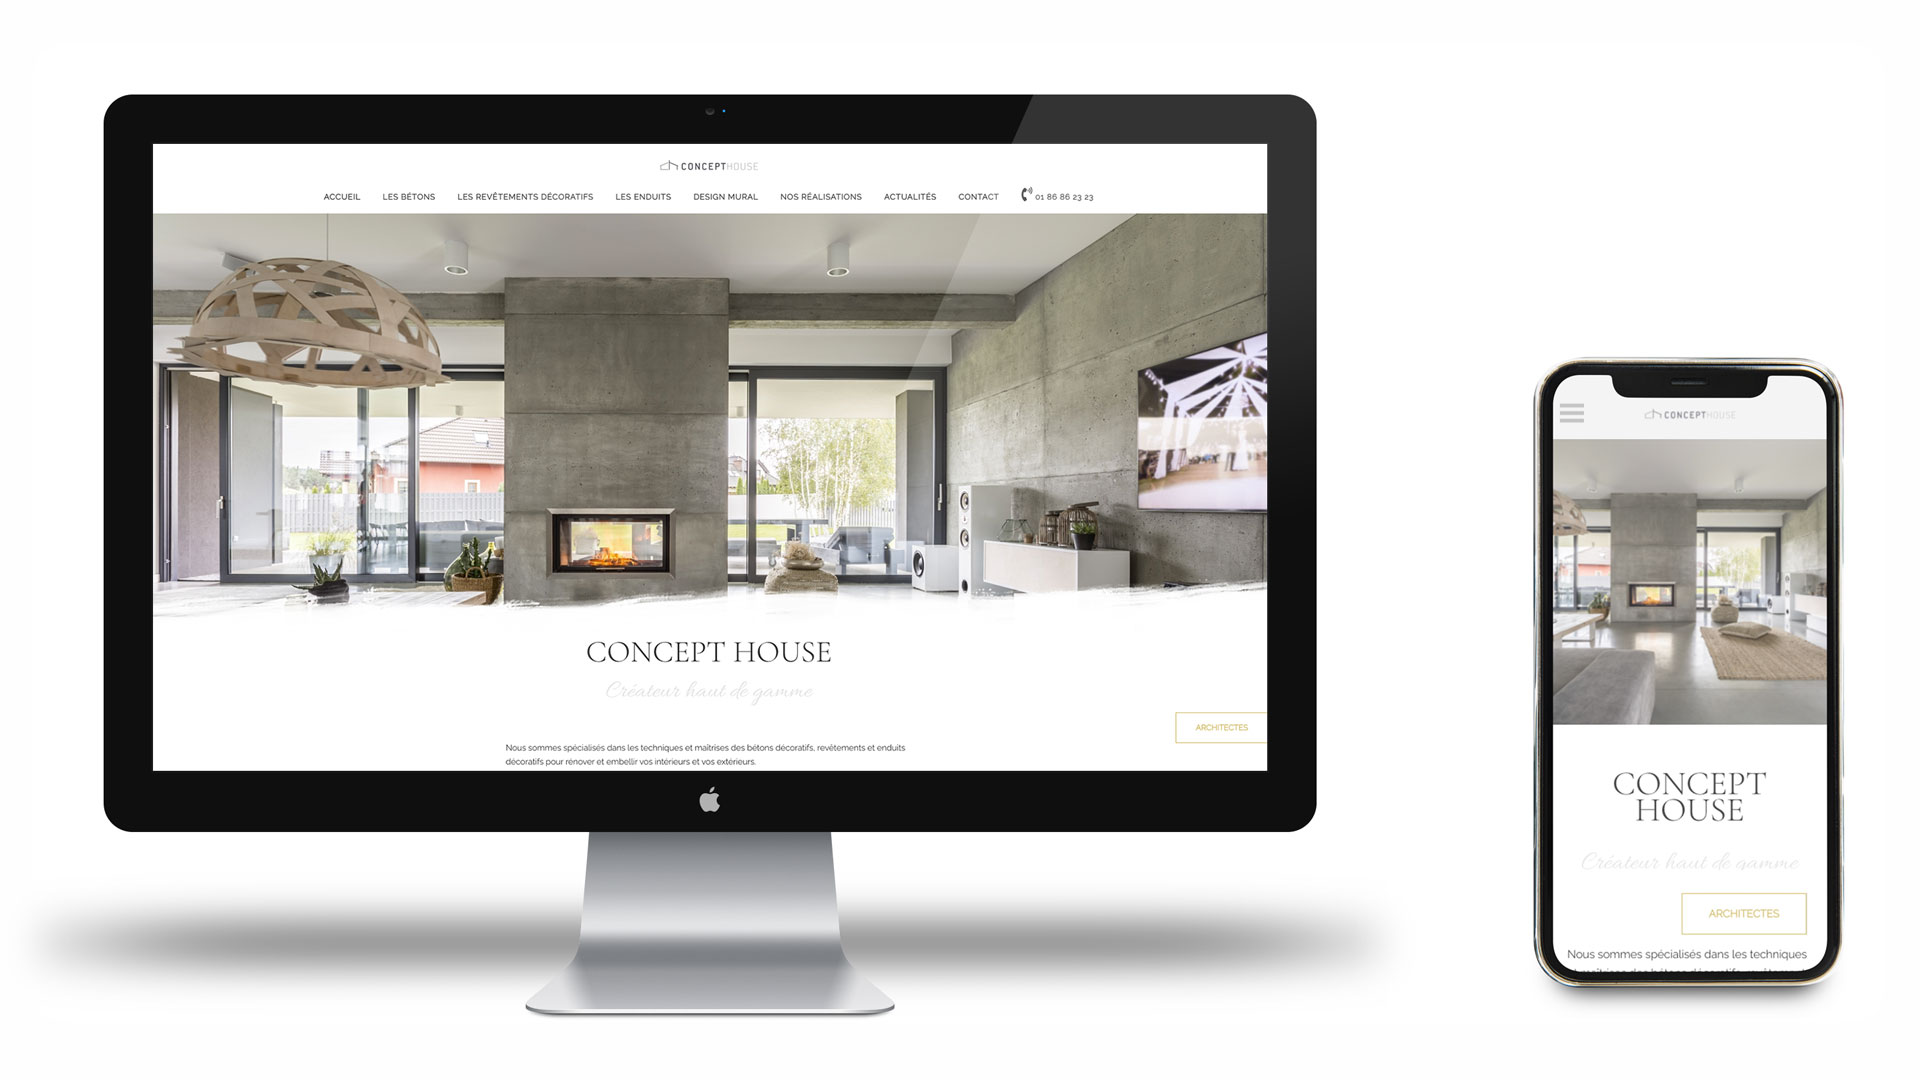 CONCEPTHOUSE
ACCUEIL LES BÉTONS LES REVÊTEMENTS DÉCORATIFS LES ENDUITS DESIGN MURAL NOS RÉALISATIONS ACTUALITÉS CONTACT 01 86 86 23 23
CONCEPT HOUSE
Créateur haut de gamme
ARCHITECTES
Nous sommes spécialisés dans les techniques et maîtrises des bétons décoratifs, revêtements et enduits
décoratifs pour rénover et embellir vos intérieurs et vos extérieurs.
CONCEPTHOUSE
CONCEPT
HOUSE
Créateur haut de gamme
ARCHITECTES
Nous sommes spécialisés dans les techniques